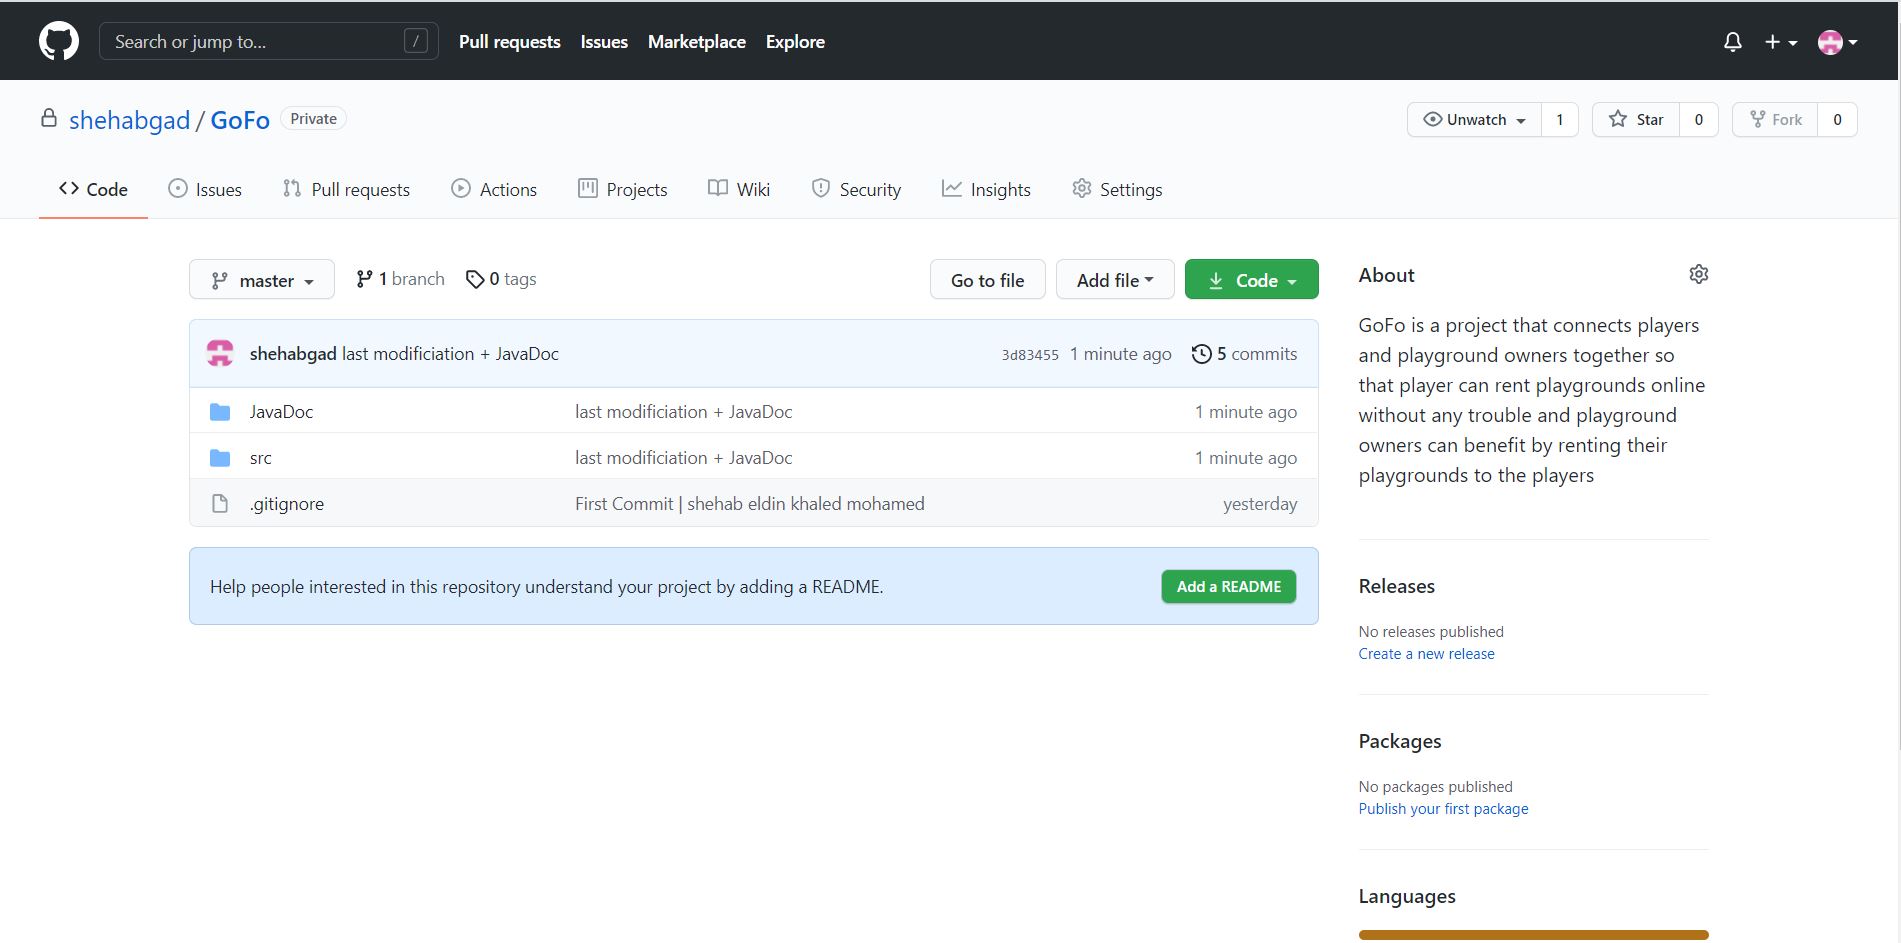 Search or jump to... /
Pull requests Issues Marketplace Explore
shehabgad / GoFo Private
Unwatch 1 Star 0 Fork 0
Code Issues Pull requests Actions Projects Wiki Security Insights Settings
master 1 branch 0 tags Go to file Add file Code
shehabgad last modificiation + JavaDoc 3d83455 1 minute ago 5 commits
JavaDoc last modificiation + JavaDoc 1 minute ago
src last modificiation + JavaDoc 1 minute ago
.gitignore First Commit | shehab eldin khaled mohamed yesterday
Help people interested in this repository understand your project by adding a README. Add a README
About
GoFo is a project that connects players
and playground owners together so
that player can rent playgrounds online
without any trouble and playground
owners can benefit by renting their
playgrounds to the players
Releases
No releases published
Create a new release
Packages
No packages published
Publish your first package
Languages